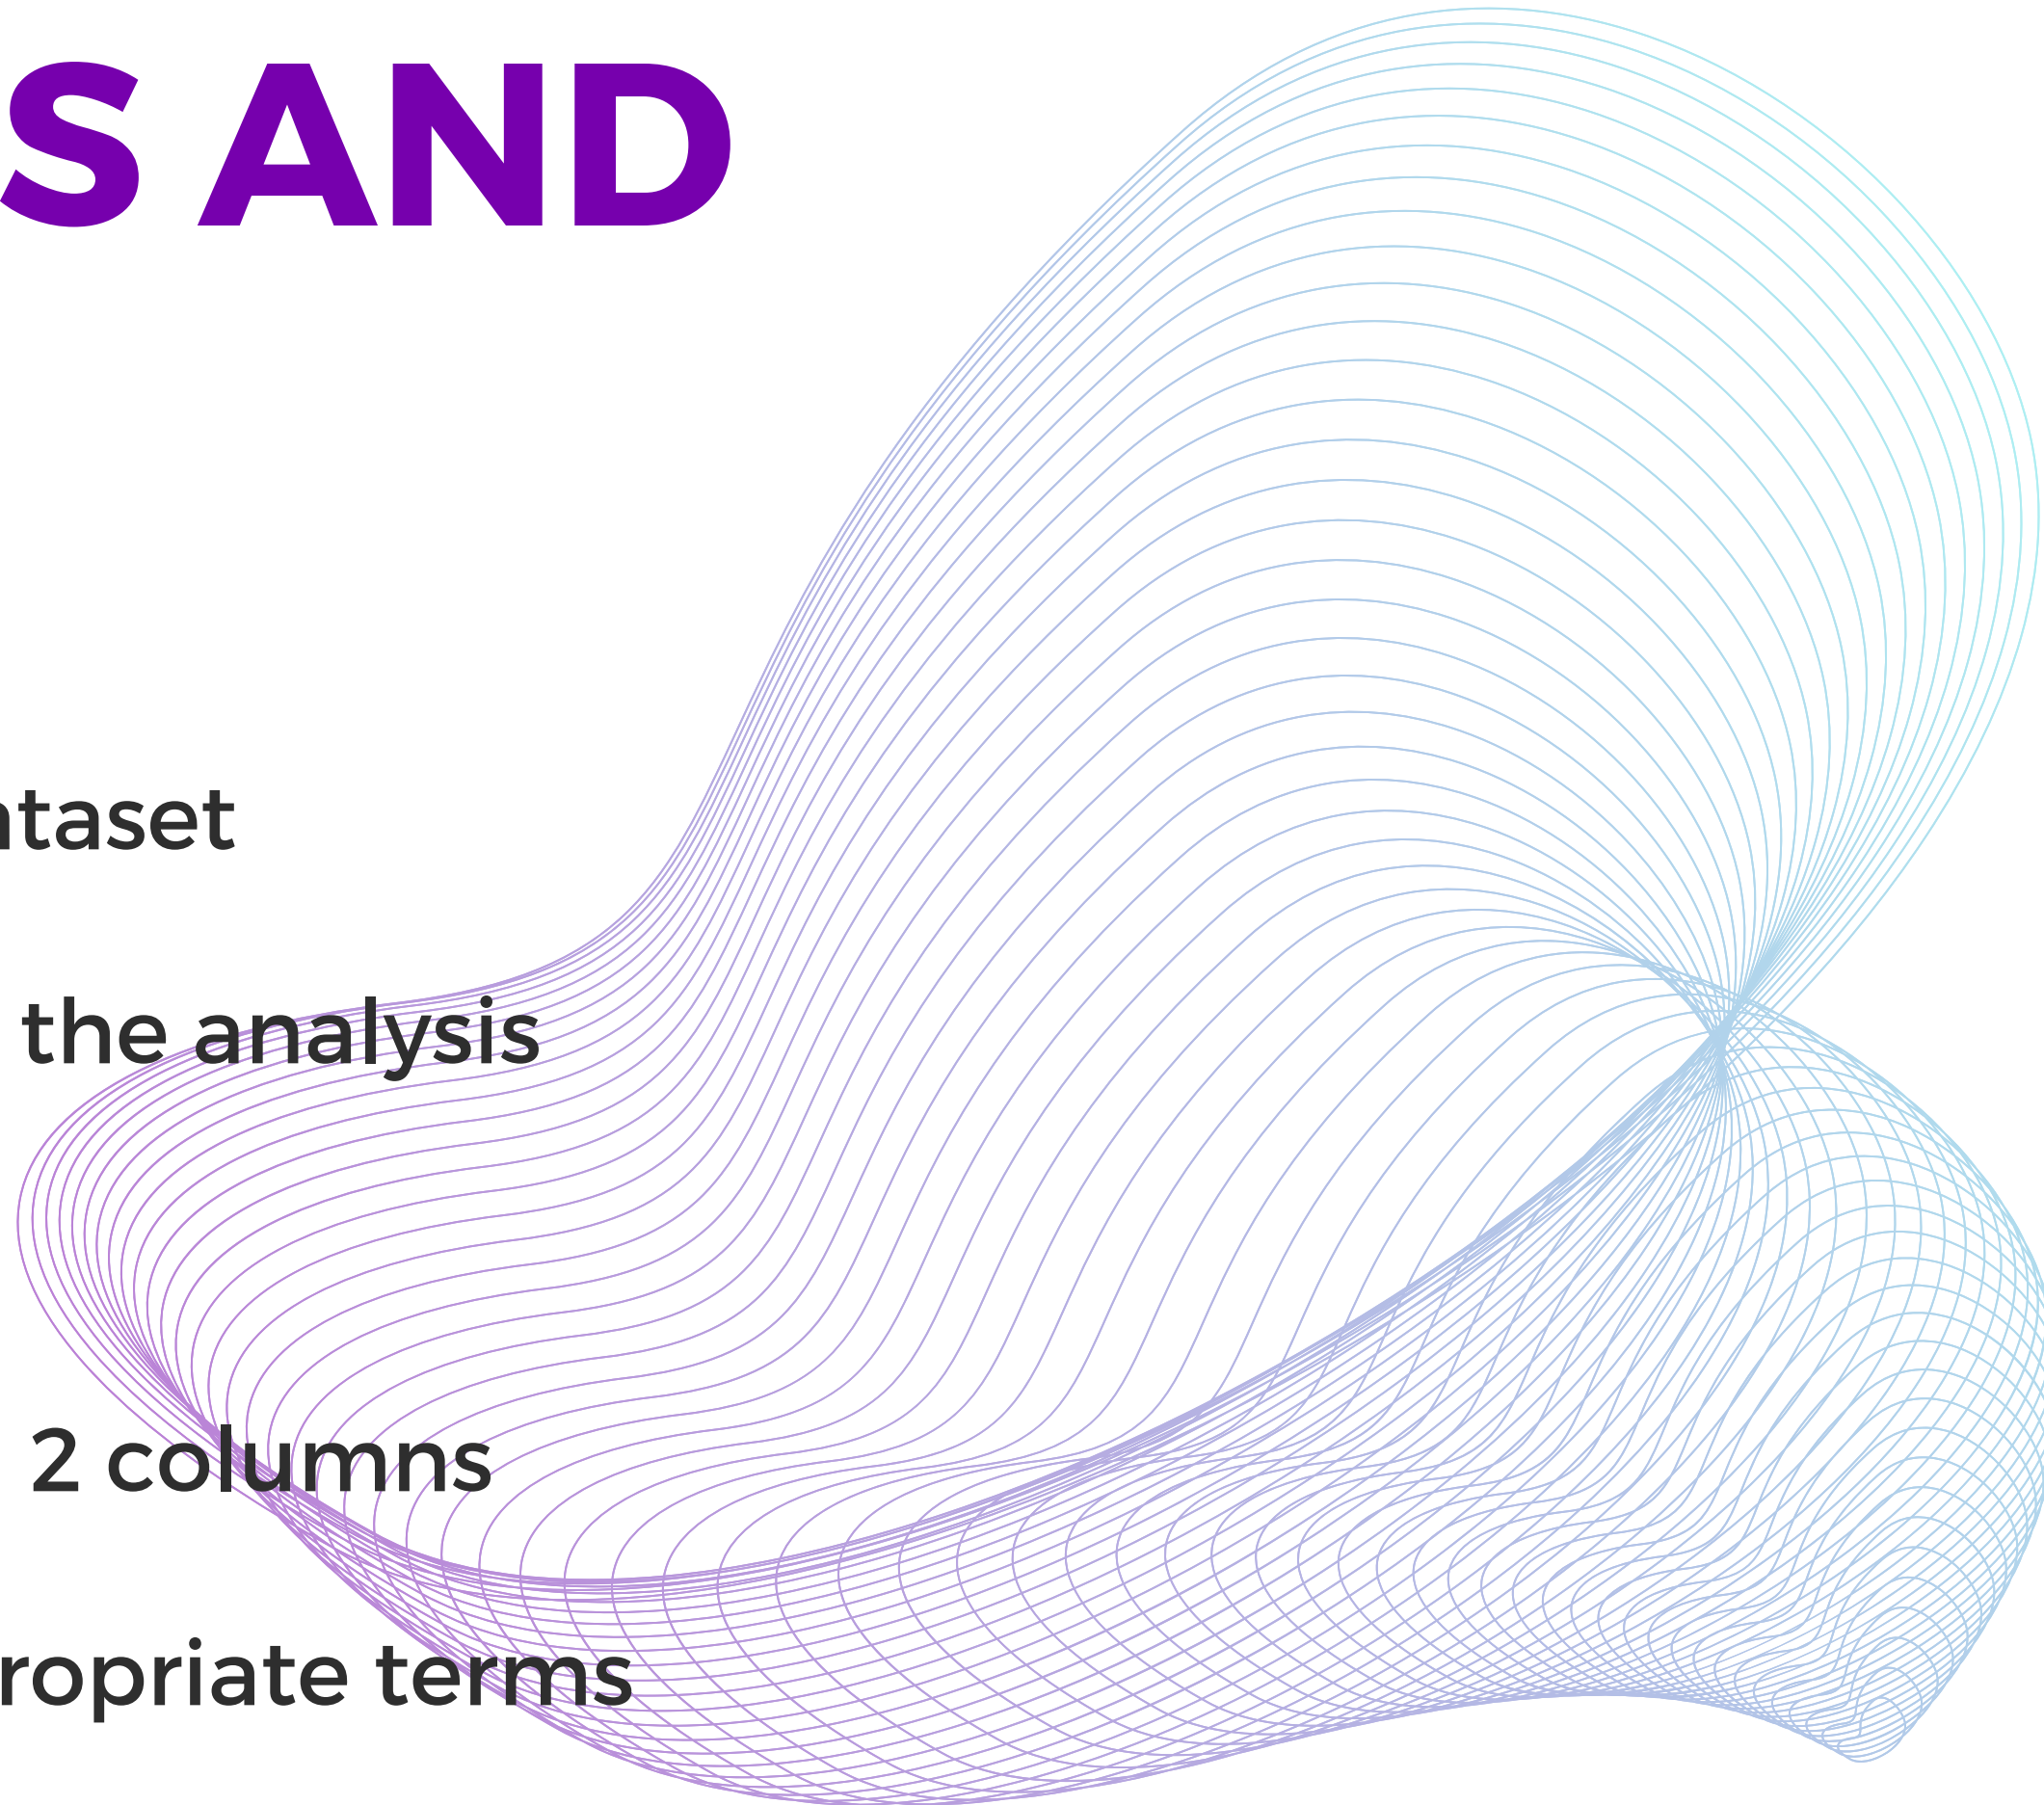 S AND
taset
the analysis
2 columns
ropriate terms